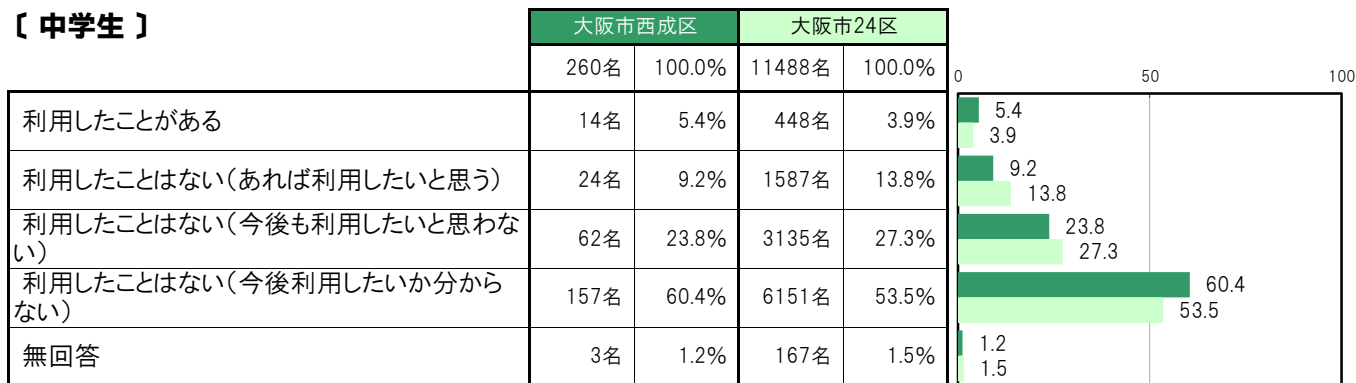 〔 中学生 〕
大阪市西成区 大阪市24区
260名 100.0% 11488名 100.0%
0 50 100
利用したことがある 14名 5.4% 448名 3.9%
5.4
3.9
利用したことはない(あれば利用したいと思う) 24名 9.2% 1587名 13.8%
9.2
13.8
利用したことはない(今後も利用したいと思わな
い) 62名 23.8% 3135名 27.3%
23.8
27.3
利用したことはない(今後利用したいか分から
ない) 157名 60.4% 6151名 53.5%
60.4
53.5
無回答 3名 1.2% 167名 1.5%
1.2
1.5